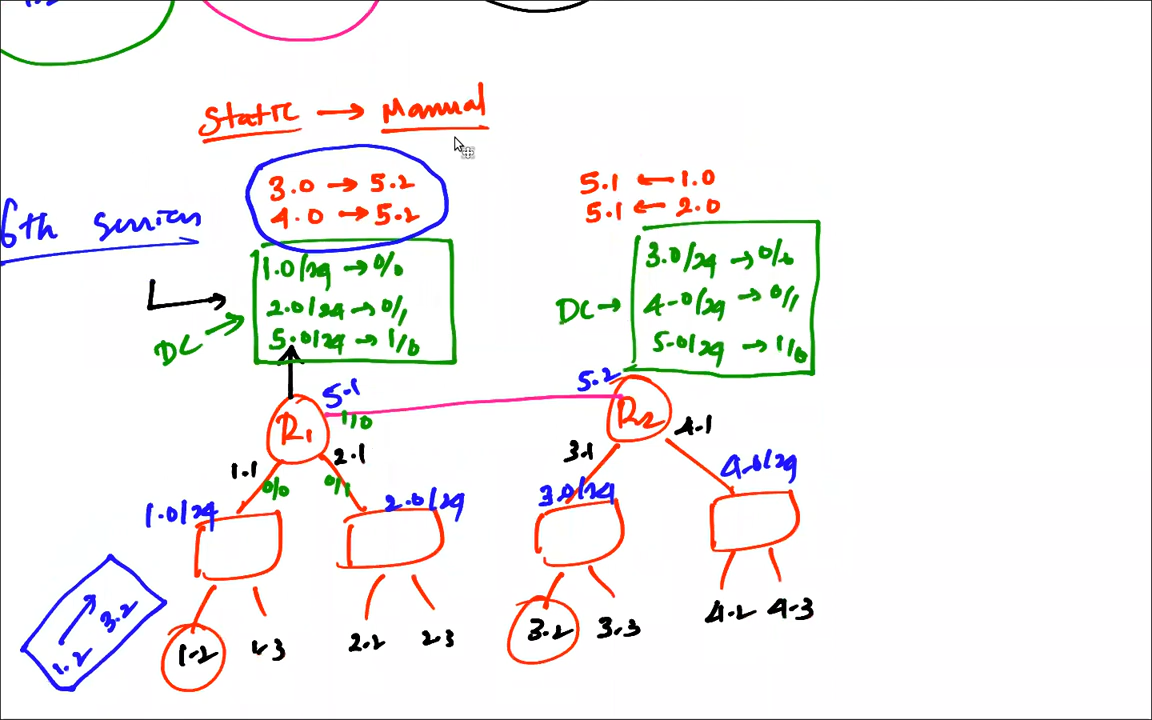 Static → Manual
3.0 → 5.2
4.0 → 5.2
5.1 ← 1.0
5.1 ← 2.0
6th
1.0/24 → 0/0
2.0/24 → 0/1
5.0/24 → 1/0
DC
3.0/24 → 0/0
4.0/24 → 0/1
5.0/24 → 1/0
DC →
5.1
5.2
R1
1/0
R2
1.1
2.1
3.1
4.1
0/0
0/1
1.0/24
2.0/24
3.0/24
4.0/24
1.2 → 3.2
1.2
1.3
2.2
2.3
3.2
3.3
4.2
4.3